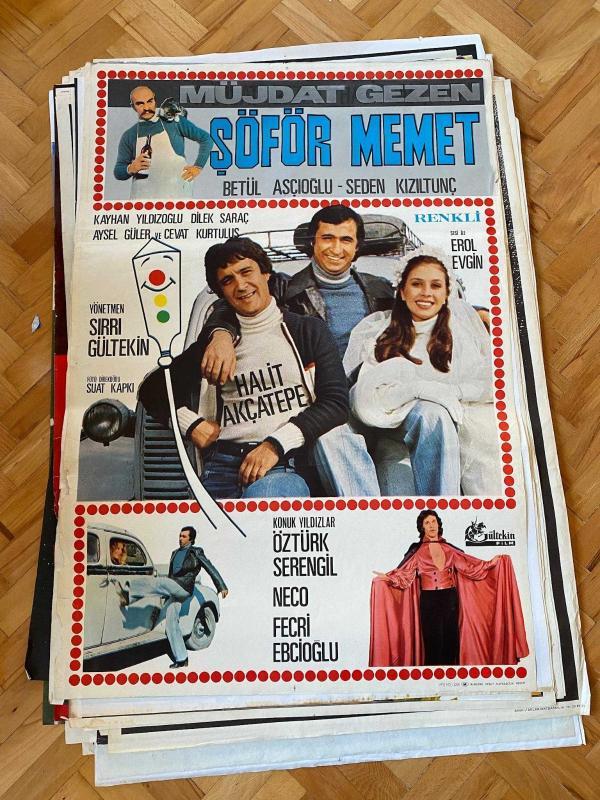 MÜJDAT GEZEN
ŞÖFÖR MEMET
BETÜL AŞÇIOĞLU - SEDEN KIZILTUNÇ
KAYHAN YILDIZOĞLU DİLEK SARAÇ
AYSEL GÜLER ve CEVAT KURTULUŞ
RENKLİ
SESİ İLE
EROL
EVGİN
YÖNETMEN
SIRRI
GÜLTEKİN
FOTO DİREKTÖRÜ
SUAT KAPKI
HALİT
AKÇATEPE
KONUK YILDIZLAR
ÖZTÜRK
SERENGİL
NECO
FECRİ
EBCİOĞLU
Gültekin
FİLM